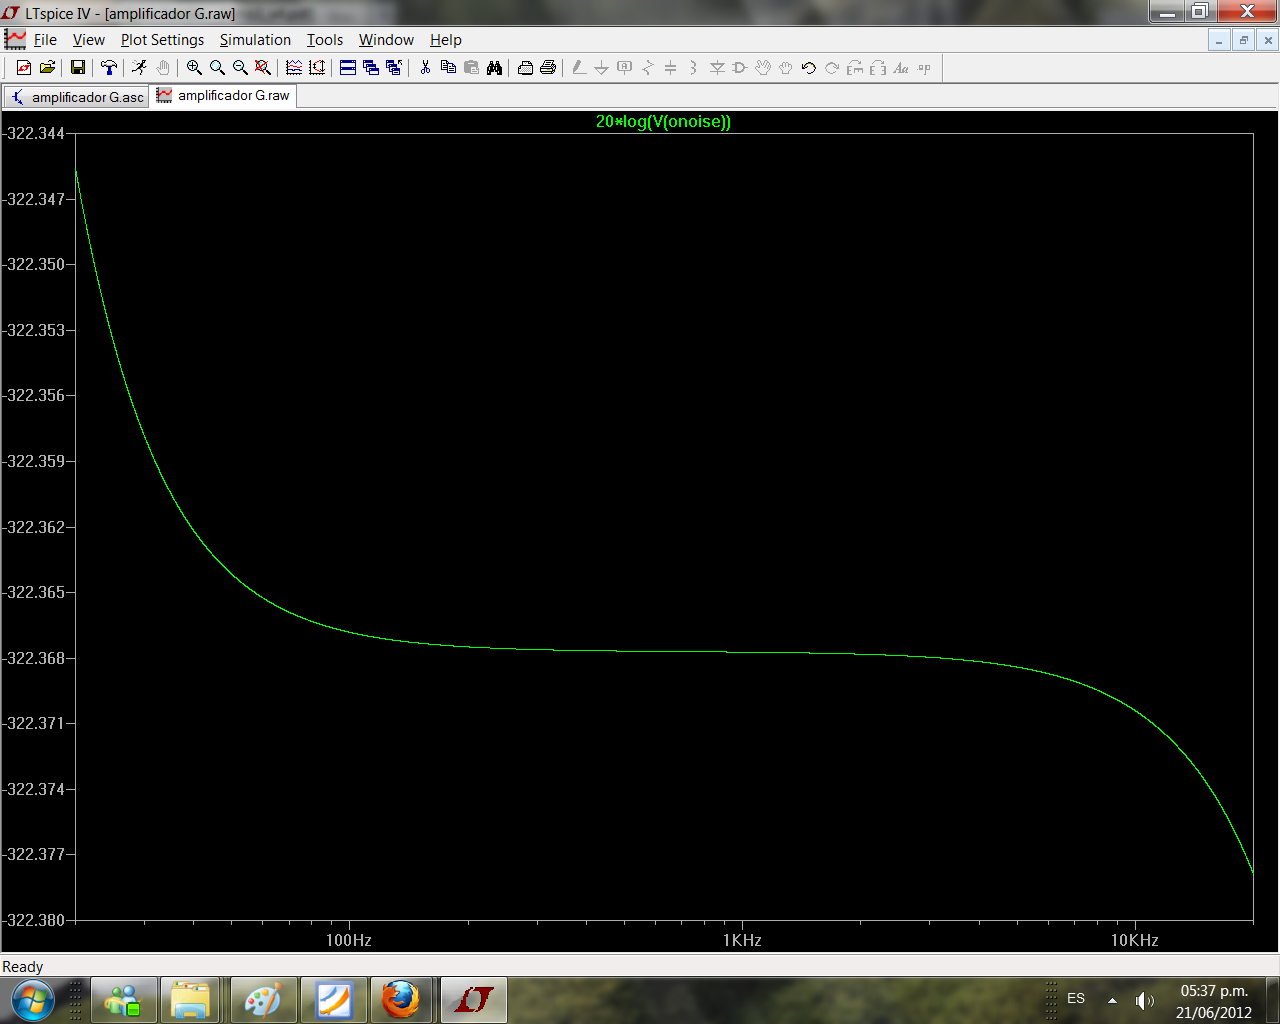 LTspice IV - [amplificador G.raw]
File View Plot Settings Simulation Tools Window Help
amplificador G.asc amplificador G.raw
20*log(V(onoise))
-322.344
-322.347
-322.350
-322.353
-322.356
-322.359
-322.362
-322.365
-322.368
-322.371
-322.374
-322.377
-322.380
100Hz 1KHz 10KHz
Ready
ES
05:37 p.m.
21/06/2012